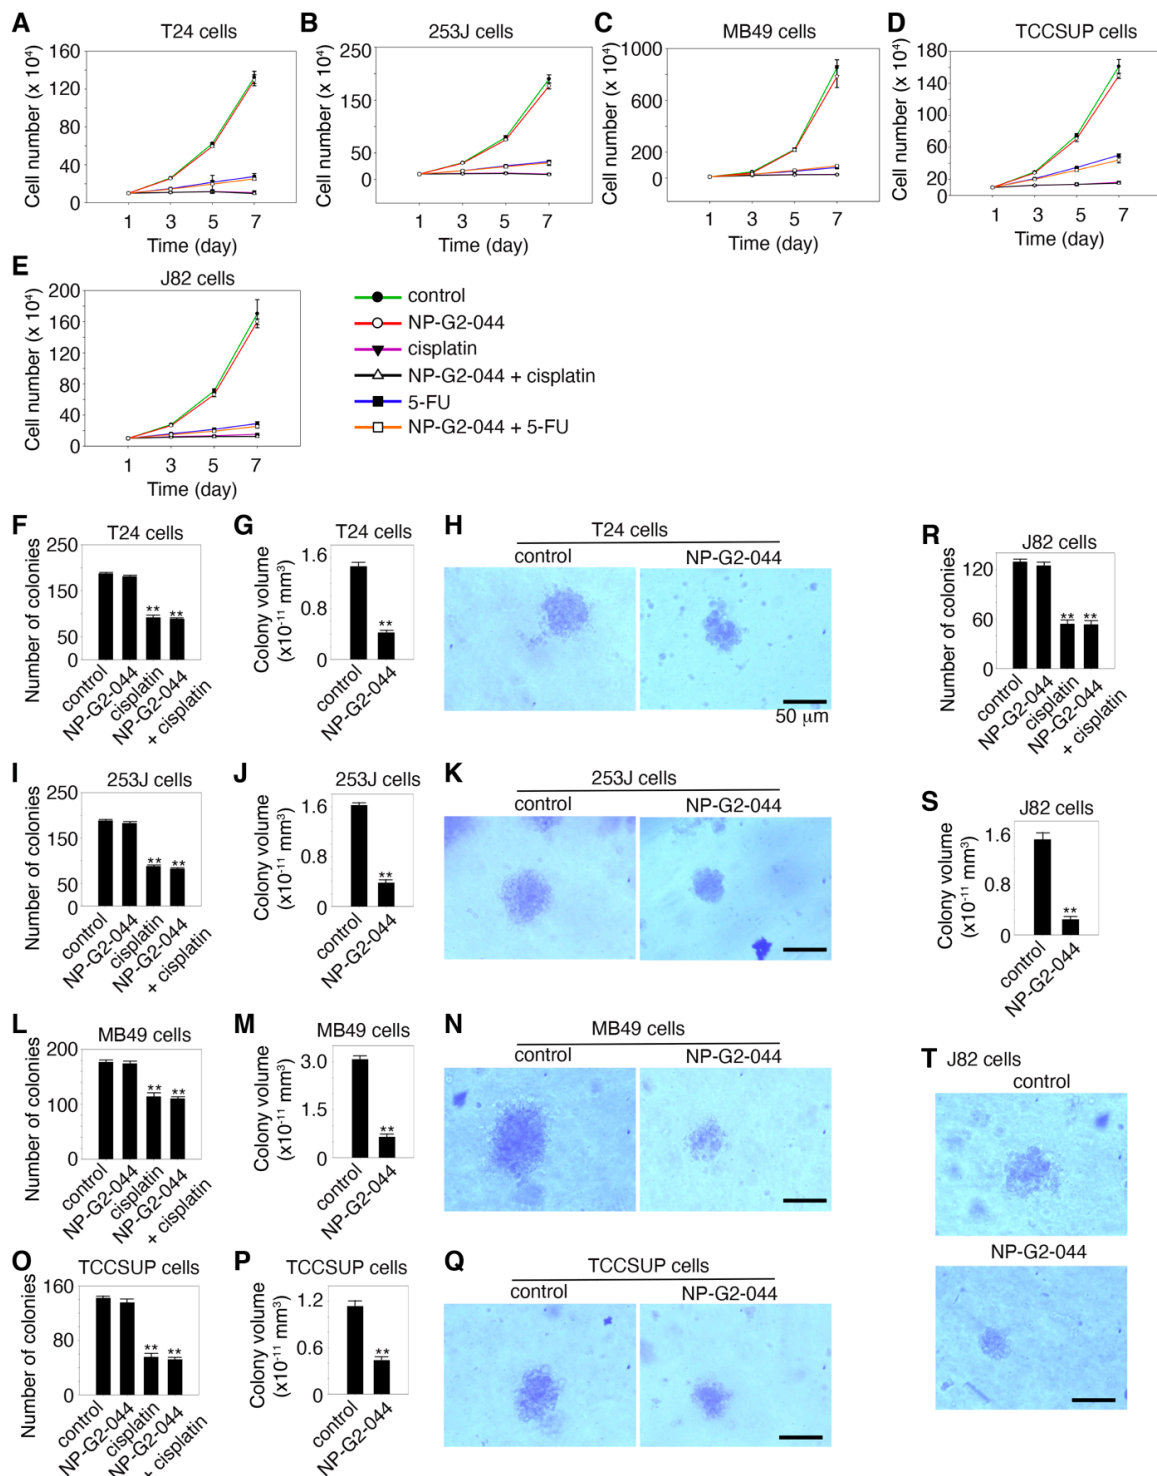 A
T24 cells
Cell number (x 10⁴)
160
120
80
40
0
1 3 5 7
Time (day)
B
253J cells
Cell number (x 10⁴)
250
150
50
0
1 3 5 7
Time (day)
C
MB49 cells
Cell number (x 10⁴)
1000
600
200
0
1 3 5 7
Time (day)
D
TCCSUP cells
Cell number (x 10⁴)
180
140
100
60
20
0
1 3 5 7
Time (day)
E
J82 cells
Cell number (x 10⁴)
200
160
120
80
40
0
1 3 5 7
Time (day)
control
NP-G2-044
cisplatin
NP-G2-044 + cisplatin
5-FU
NP-G2-044 + 5-FU
F
T24 cells
Number of colonies
250
150
50
0
** **
control
NP-G2-044
cisplatin
NP-G2-044
+ cisplatin
G
T24 cells
Colony volume
(x10⁻¹¹ mm³)
1.6
0.8
0
**
control
NP-G2-044
H
T24 cells
control
NP-G2-044
50 μm
R
J82 cells
Number of colonies
120
60
0
** **
control
NP-G2-044
cisplatin
NP-G2-044
+ cisplatin
I
253J cells
Number of colonies
250
150
50
0
** **
control
NP-G2-044
cisplatin
NP-G2-044
+ cisplatin
J
253J cells
Colony volume
(x10⁻¹¹ mm³)
1.6
0.8
0
**
control
NP-G2-044
K
253J cells
control
NP-G2-044
S
J82 cells
Colony volume
(x10⁻¹¹ mm³)
1.6
0.8
0
**
control
NP-G2-044
L
MB49 cells
Number of colonies
200
100
0
** **
control
NP-G2-044
cisplatin
NP-G2-044
+ cisplatin
M
MB49 cells
Colony volume
(x10⁻¹¹ mm³)
3.0
1.5
0
**
control
NP-G2-044
N
MB49 cells
control
NP-G2-044
T
J82 cells
control
NP-G2-044
O
TCCSUP cells
Number of colonies
160
80
0
** **
control
NP-G2-044
cisplatin
NP-G2-044
+ cisplatin
P
TCCSUP cells
Colony volume
(x10⁻¹¹ mm³)
1.2
0.6
0
**
control
NP-G2-044
Q
TCCSUP cells
control
NP-G2-044